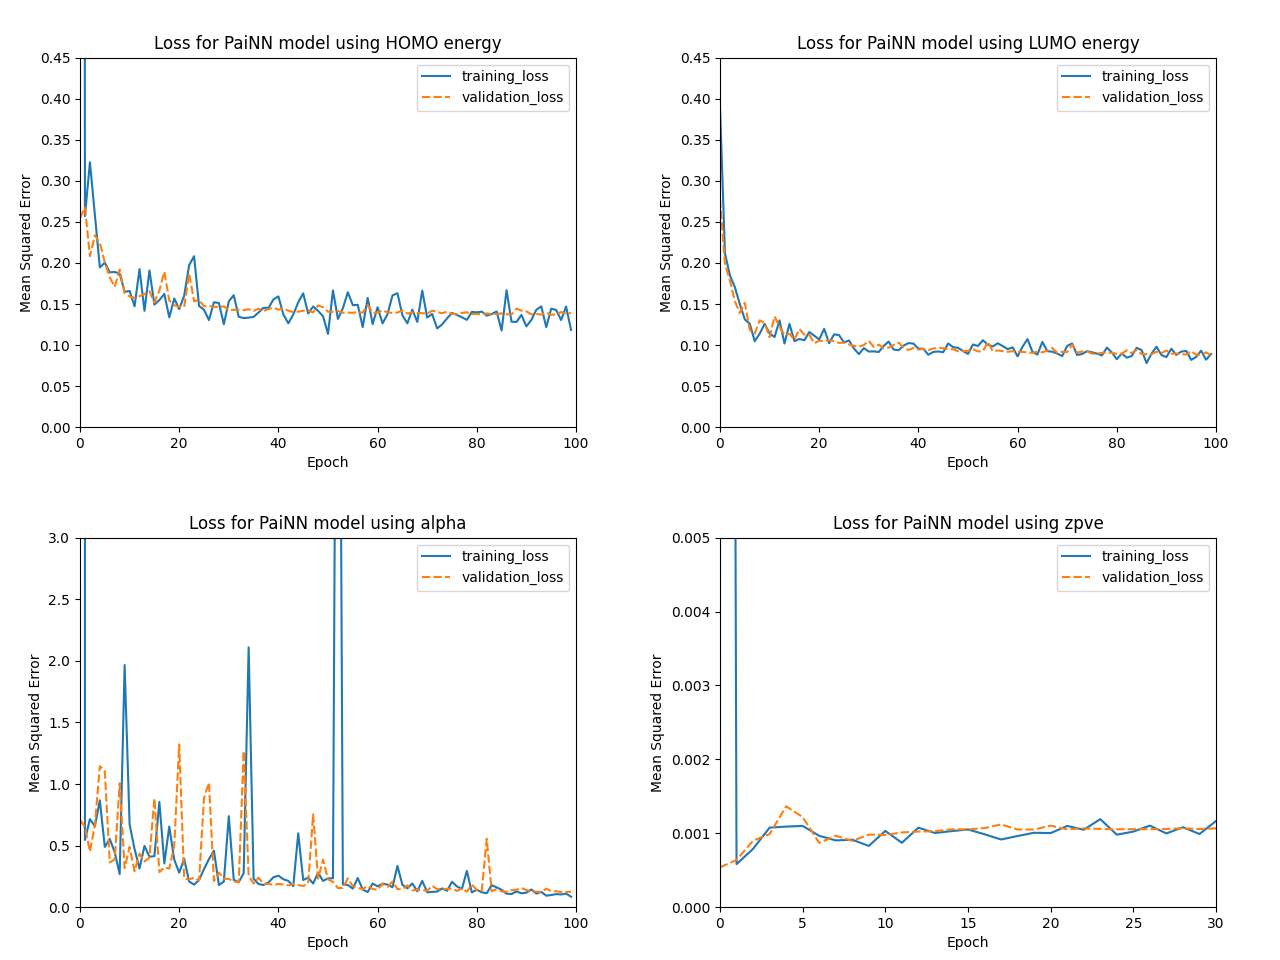 Loss for PaiNN model using HOMO energy
0.45
0.40
0.35
0.30
0.25
0.20
0.15
0.10
0.05
0.00
Mean Squared Error
training_loss
validation_loss
0 20 40 60 80 100
Epoch
Loss for PaiNN model using LUMO energy
0.45
0.40
0.35
0.30
0.25
0.20
0.15
0.10
0.05
0.00
Mean Squared Error
training_loss
validation_loss
0 20 40 60 80 100
Epoch
Loss for PaiNN model using alpha
3.0
2.5
2.0
1.5
1.0
0.5
0.0
Mean Squared Error
training_loss
validation_loss
0 20 40 60 80 100
Epoch
Loss for PaiNN model using zpve
0.005
0.004
0.003
0.002
0.001
0.000
Mean Squared Error
training_loss
validation_loss
0 5 10 15 20 25 30
Epoch